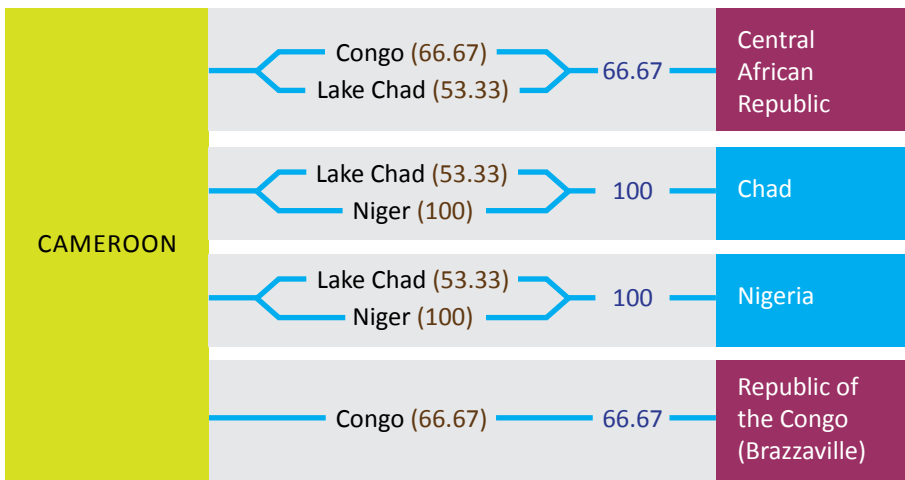 CAMEROON
Congo (66.67)
Lake Chad (53.33)
66.67
Central
African
Republic
Lake Chad (53.33)
Niger (100)
100
Chad
Lake Chad (53.33)
Niger (100)
100
Nigeria
Congo (66.67)
66.67
Republic of
the Congo
(Brazzaville)